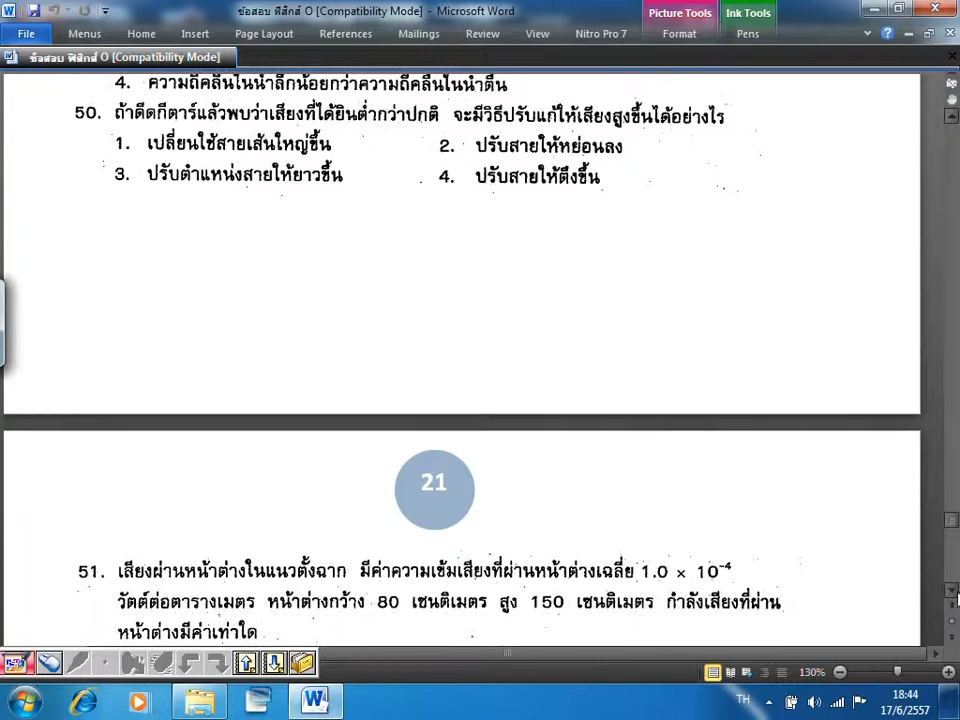 ข้อสอบ ฟิสิกส์ O [Compatibility Mode] - Microsoft Word
Picture Tools
Ink Tools
File Menus Home Insert Page Layout References Mailings Review View Nitro Pro 7 Format Pens
ข้อสอบ ฟิสิกส์ O [Compatibility Mode]
4. ความถี่คลื่นในน้ำลึกน้อยกว่าความถี่คลื่นในน้ำตื้น
50. ถ้าดีดกีตาร์แล้วพบว่าเสียงที่ได้ยินต่ำกว่าปกติ จะมีวิธีปรับแก้ให้เสียงสูงขึ้นได้อย่างไร
1. เปลี่ยนใช้สายเส้นใหญ่ขึ้น 2. ปรับสายให้หย่อนลง
3. ปรับตำแหน่งสายให้ยาวขึ้น 4. ปรับสายให้ตึงขึ้น
21
51. เสียงผ่านหน้าต่างในแนวตั้งฉาก มีค่าความเข้มเสียงที่ผ่านหน้าต่างเฉลี่ย 1.0 × 10⁻⁴
วัตต์ต่อตารางเมตร หน้าต่างกว้าง 80 เซนติเมตร สูง 150 เซนติเมตร กำลังเสียงที่ผ่าน
หน้าต่างมีค่าเท่าใด
130%
TH
18:44
17/6/2557